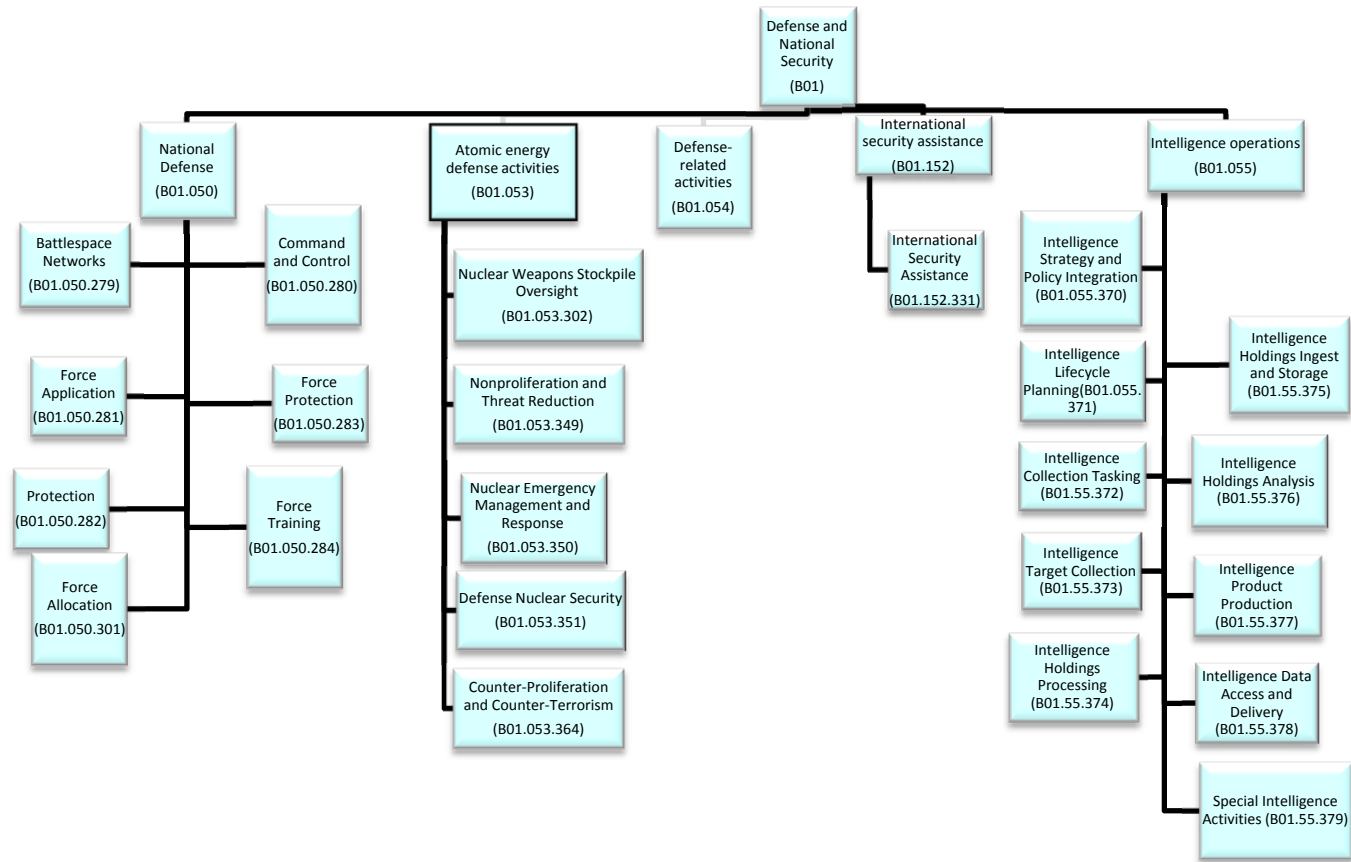 Defense and
National
Security
(B01)
National
Defense
(B01.050)
Atomic energy
defense activities
(B01.053)
Defense-
related
activities
(B01.054)
International
security assistance
(B01.152)
Intelligence operations
(B01.055)
Battlespace
Networks
(B01.050.279)
Command
and Control
(B01.050.280)
Force
Application
(B01.050.281)
Force
Protection
(B01.050.283)
Protection
(B01.050.282)
Force
Training
(B01.050.284)
Force
Allocation
(B01.050.301)
Nuclear Weapons Stockpile
Oversight
(B01.053.302)
Nonproliferation and
Threat Reduction
(B01.053.349)
Nuclear Emergency
Management and
Response
(B01.053.350)
Defense Nuclear Security
(B01.053.351)
Counter-Proliferation
and Counter-Terrorism
(B01.053.364)
International
Security
Assistance
(B01.152.331)
Intelligence
Strategy and
Policy Integration
(B01.055.370)
Intelligence
Holdings Ingest
and Storage
(B01.55.375)
Intelligence
Lifecycle
Planning(B01.055.
371)
Intelligence
Collection Tasking
(B01.55.372)
Intelligence
Holdings Analysis
(B01.55.376)
Intelligence
Target Collection
(B01.55.373)
Intelligence
Product
Production
(B01.55.377)
Intelligence
Holdings
Processing
(B01.55.374)
Intelligence Data
Access and
Delivery
(B01.55.378)
Special Intelligence
Activities (B01.55.379)